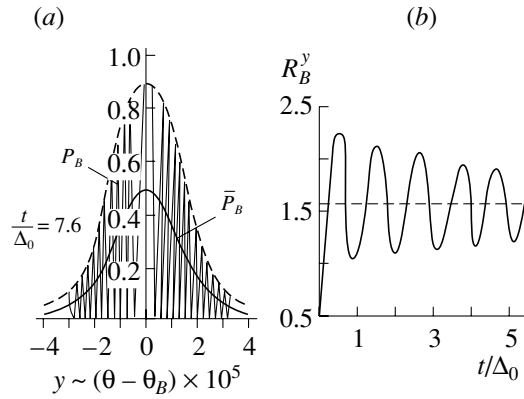 (a)
1.0
0.8
P_B
0.6
\bar{P}_B
t/Δ_0 = 7.6
0.4
0.2
−4 −2 0 2 4
y ~ (θ − θ_B) × 10^5
(b)
R_B^y
2.5
1.5
0.5
1 3 5
t/Δ_0